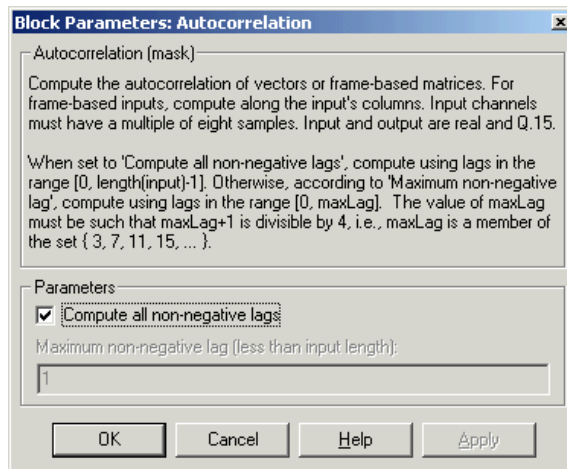 Block Parameters: Autocorrelation
Autocorrelation (mask)
Compute the autocorrelation of vectors or frame-based matrices. For
frame-based inputs, compute along the input's columns. Input channels
must have a multiple of eight samples. Input and output are real and Q.15.
When set to 'Compute all non-negative lags', compute using lags in the
range [0, length(input)-1]. Otherwise, according to 'Maximum non-negative
lag', compute using lags in the range [0, maxLag]. The value of maxLag
must be such that maxLag+1 is divisible by 4, i.e., maxLag is a member of
the set { 3, 7, 11, 15, ... }.
Parameters
Compute all non-negative lags
Maximum non-negative lag (less than input length):
1
OK Cancel Help Apply